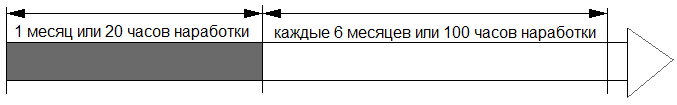 1 месяц или 20 часов наработки
каждые 6 месяцев или 100 часов наработки